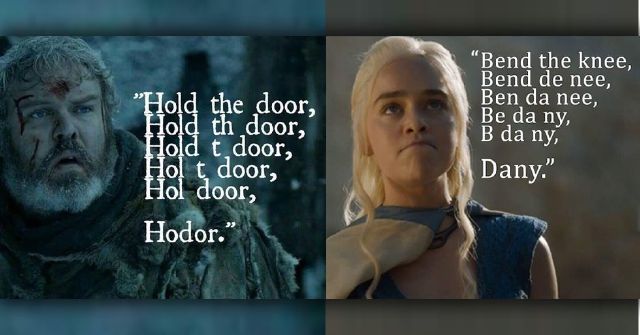 "Hold the door,
Hold th door,
Hold t door,
Hol t door,
Hol door,
Hodor."
"Bend the knee,
Bend de nee,
Ben da nee,
Be da ny,
B da ny,
Dany."